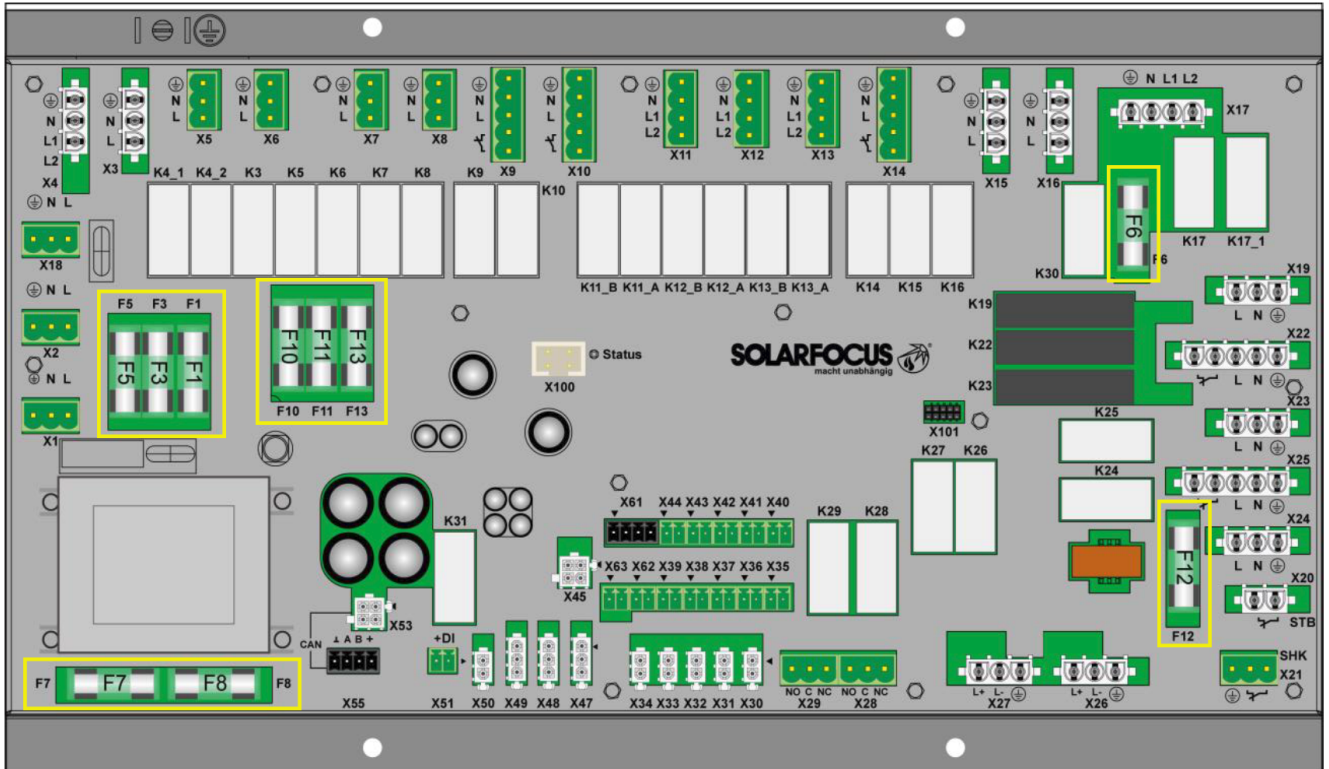 N L1 L2
X17
N
L1
L2
X4
N
L
X3
N
L
X5
N
L
X6
N
L
X7
N
L
X8
N
L
X9
N
L
X10
N
L1
L2
X11
N
L1
L2
X12
N
L1
L2
X13
N
L
X14
N
L
X15
N
L
X16
K4_1 K4_2 K3 K5 K6 K7 K8 K9 K10
K11_B K11_A K12_B K12_A K13_B K13_A K14 K15 K16
K30
F6
F6
K17 K17_1
N L
X18
N L
X2
N L
X1
F5 F3 F1
F5 F3 F1
F10 F11 F13
F10 F11 F13
X100
Status
SOLARFOCUS
macht unabhängig
X101
K19
K22
K23
K25
K24
K27 K26
K29 K28
X19
L N
X22
L N
X23
L N
X25
L N
X24
L N
X20
STB
F12
F12
SHK
X21
K31
X61 X44 X43 X42 X41 X40
X63 X62 X39 X38 X37 X36 X35
X45
X53
CAN
⊥ A B +
X55
+DI
X51
X50 X49 X48 X47
X34 X33 X32 X31 X30
NO C NC
X29
NO C NC
X28
L+ L-
X27
L+ L-
X26
F7 F7 F8 F8